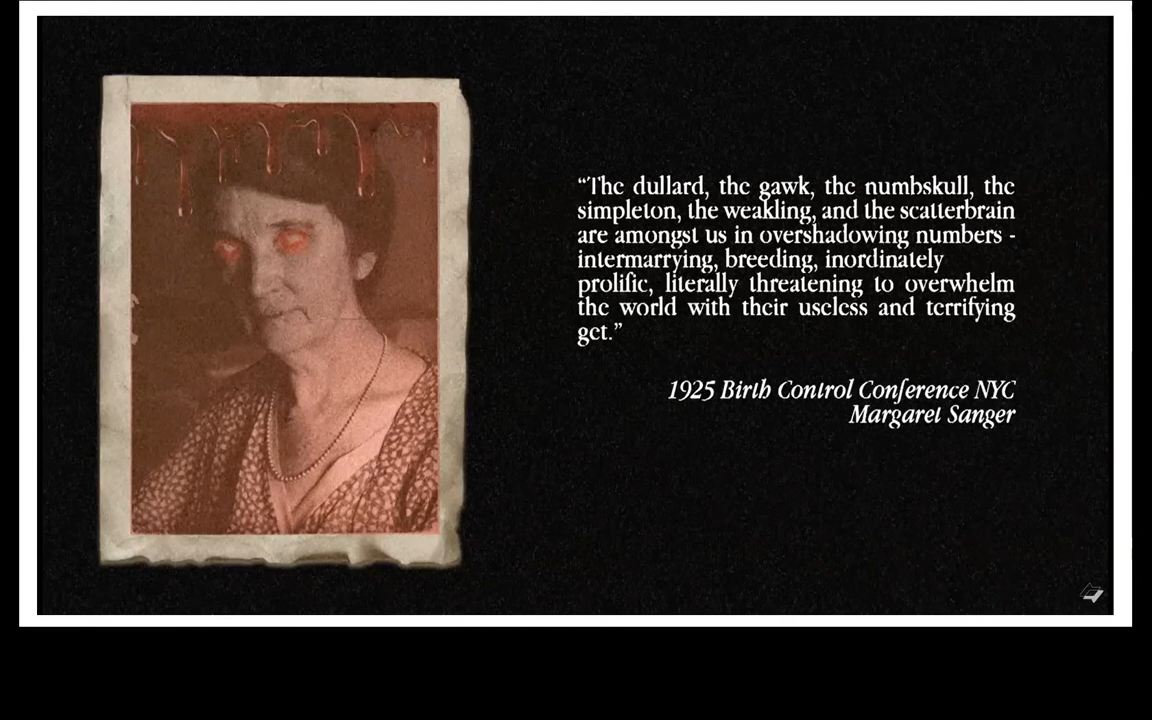 “The dullard, the gawk, the numbskull, the
simpleton, the weakling, and the scatterbrain
are amongst us in overshadowing numbers -
intermarrying, breeding, inordinately
prolific, literally threatening to overwhelm
the world with their useless and terrifying
get.”
1925 Birth Control Conference NYC
Margaret Sanger